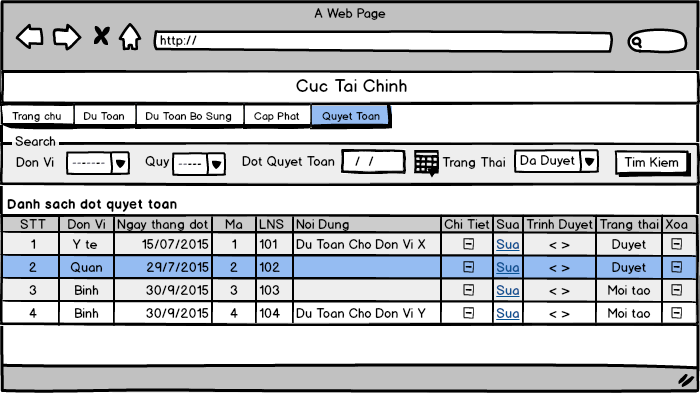 A Web Page
http://
Cuc Tai Chinh
Trang chu Du Toan Du Toan Bo Sung Cap Phat Quyet Toan
Search
Don Vi ------- Quy ----- Dot Quyet Toan / / Trang Thai Da Duyet Tim Kiem
Danh sach dot quyet toan
STT Don Vi Ngay thang dot Ma LNS Noi Dung Chi Tiet Sua Trinh Duyet Trang thai Xoa
1 Y te 15/07/2015 1 101 Du Toan Cho Don Vi X Sua < > Duyet
2 Quan 29/7/2015 2 102 Sua < > Duyet
3 Binh 30/9/2015 3 103 Sua < > Moi tao
4 Binh 30/9/2015 4 104 Du Toan Cho Don Vi Y Sua < > Moi tao